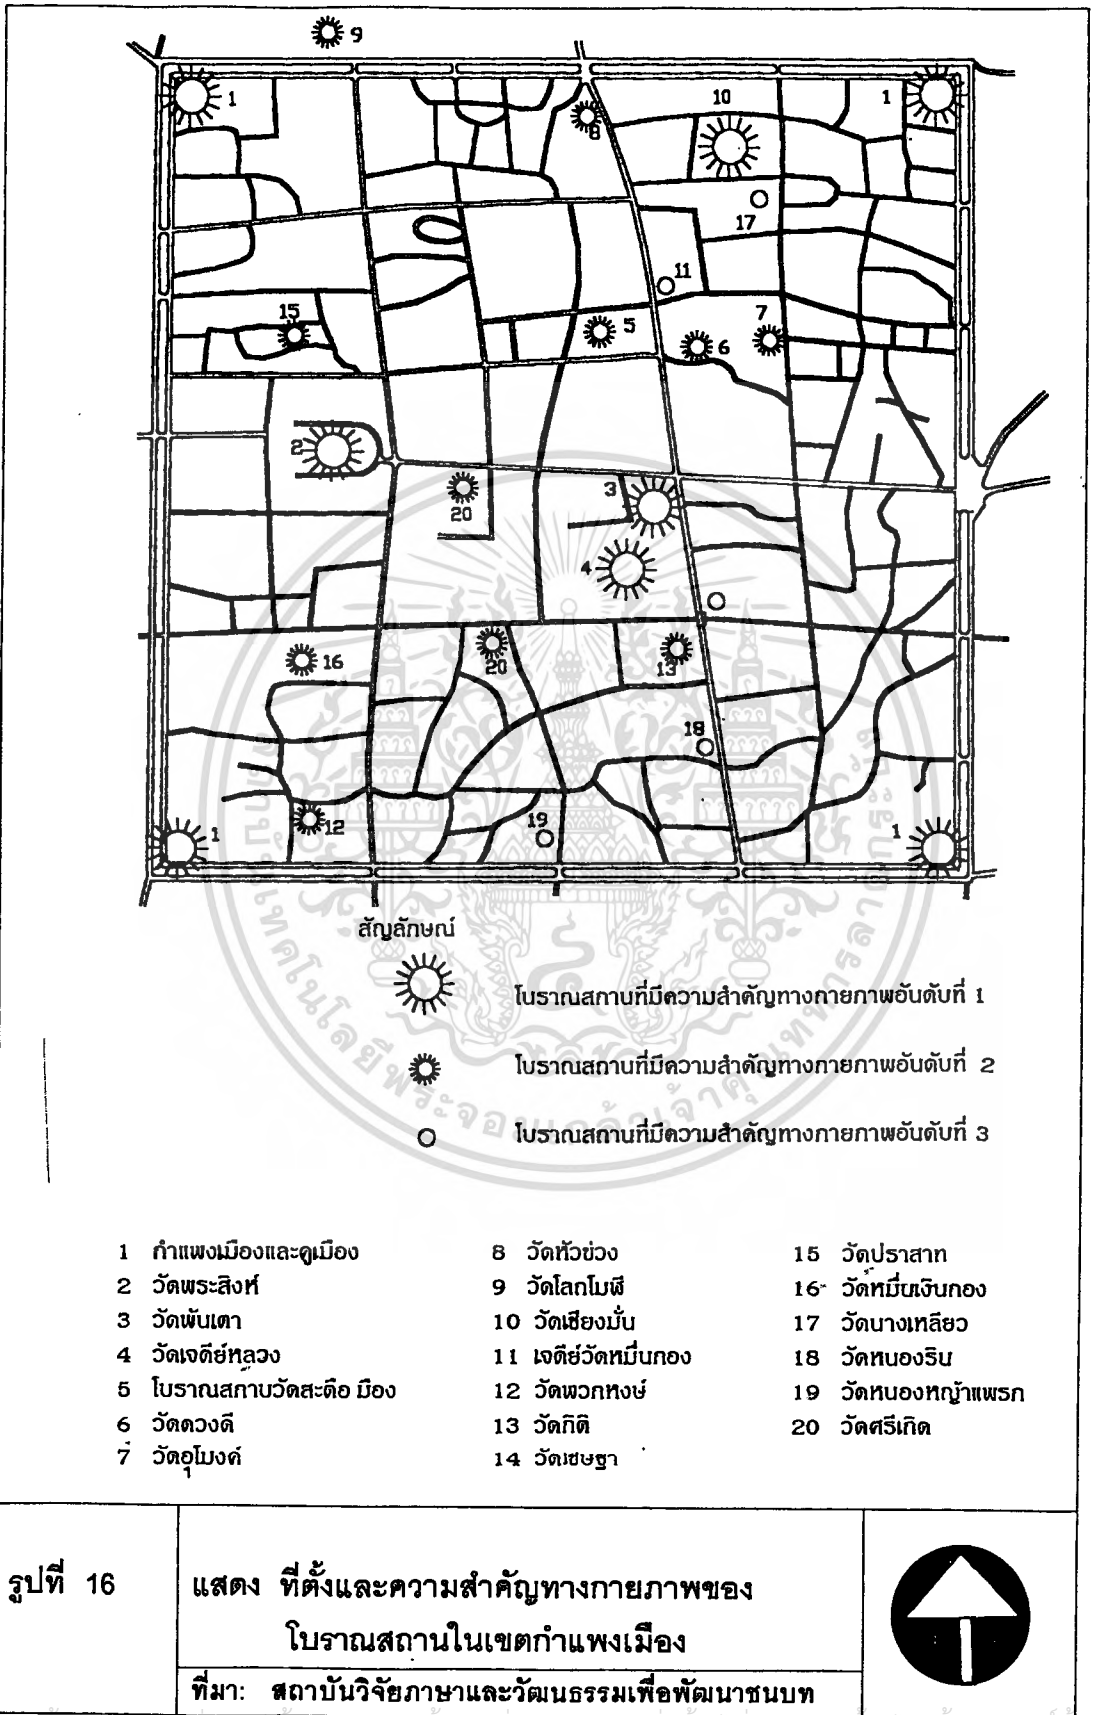 9
1
10
1
8
17
11
15
5
7
6
2
3
20
4
16
20
13
18
12
19
1
1
สัญลักษณ์
โบราณสถานที่มีความสำคัญทางกายภาพอันดับที่ 1
โบราณสถานที่มีความสำคัญทางกายภาพอันดับที่ 2
โบราณสถานที่มีความสำคัญทางกายภาพอันดับที่ 3
1 กำแพงเมืองและคูเมือง
2 วัดพระสิงห์
3 วัดพันเตา
4 วัดเจดีย์หลวง
5 โบราณสถานวัดสะดือเมือง
6 วัดดวงดี
7 วัดอุโมงค์
8 วัดหัวข่วง
9 วัดโลกโมฬี
10 วัดเชียงมั่น
11 เจดีย์วัดหมื่นกอง
12 วัดพวกหงษ์
13 วัดกิติ
14 วัดเชษฐา
15 วัดปราสาท
16 วัดหมื่นเงินกอง
17 วัดนางเหลียว
18 วัดหนองริน
19 วัดหนองหญ้าแพรก
20 วัดศรีเกิด
รูปที่ 16
แสดง ที่ตั้งและความสำคัญทางกายภาพของ
โบราณสถานในเขตกำแพงเมือง
ที่มา: สถาบันวิจัยภาษาและวัฒนธรรมเพื่อพัฒนาชนบท